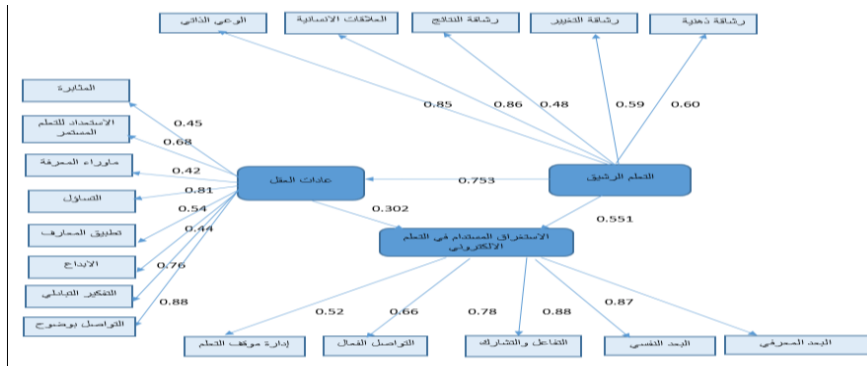 رشاقة ذهنية
رشاقة التغيير
رشاقة النتائج
العلاقات الانسانية
الوعي الذاتي
0.60
0.59
0.48
0.86
0.85
المثابرة
0.45
الاستعداد للتعلم
المستمر
0.68
ماوراء المعرفة
0.42
التساؤل
0.81
تطبيق المعارف
0.54
الابداع
0.44
التفكير التبادلي
0.76
التواصل بوضوح
0.88
التعلم الرشيق
0.753
عادات العقل
0.302
0.551
الاستغراق المستدام في التعلم
الالكتروني
0.87
0.88
0.78
0.66
0.52
البعد المعرفي
البعد النفسي
التفاعل والتشارك
التواصل الفعال
إدارة موقف التعلم